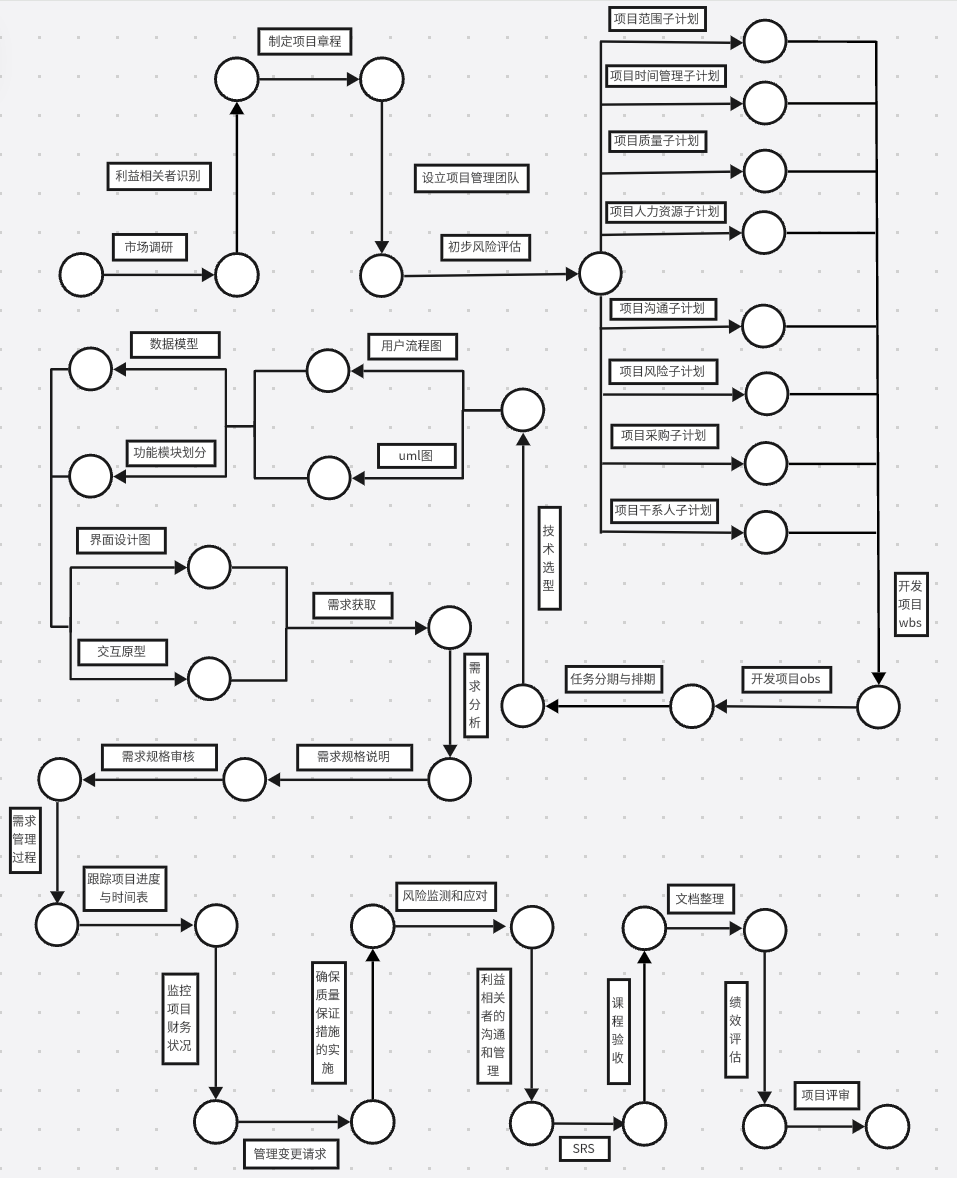 制定项目章程
利益相关者识别
市场调研
设立项目管理团队
初步风险评估
项目范围子计划
项目时间管理子计划
项目质量子计划
项目人力资源子计划
项目沟通子计划
项目风险子计划
项目采购子计划
项目干系人子计划
开发
项目
wbs
开发项目obs
任务分期与排期
技
术
选
型
用户流程图
uml图
数据模型
功能模块划分
界面设计图
交互原型
需求获取
需
求
分
析
需求规格说明
需求规格审核
需求
管理
过程
跟踪项目进度
与时间表
监控
项目
财务
状况
管理变更请求
确保
质量
保证
措施
的实
施
风险监测和应对
利益
相关
者的
沟通
和管
理
SRS
课
程
验
收
文档整理
绩
效
评
估
项目评审